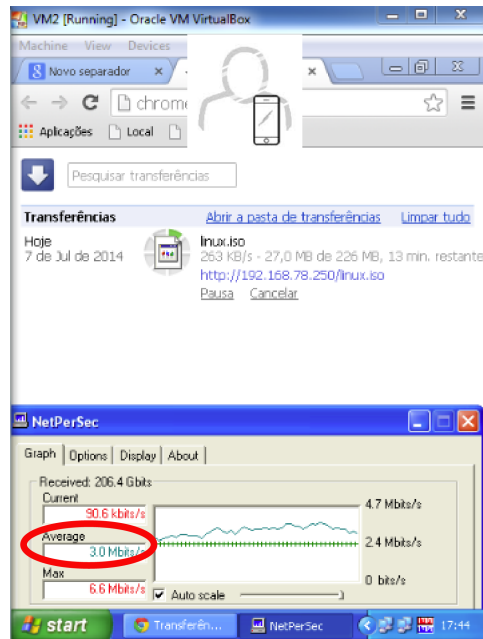 VM2 [Running] - Oracle VM VirtualBox
Machine View Devices
Novo separador
chrome
Aplicações Local
Pesquisar transferências
Transferências Abrir a pasta de transferências Limpar tudo
Hoje
7 de Jul de 2014
linux.iso
263 KB/s - 27,0 MB de 226 MB, 13 min. restante
http://192.168.78.250/linux.iso
Pausa Cancelar
NetPerSec
Graph Options Display About
Received: 206.4 Gbits
Current
90.6 kbits/s
Average
3.0 Mbits/s
Max
6.6 Mbits/s
4.7 Mbits/s
2.4 Mbits/s
0 bits/s
Auto scale
start Transferên... NetPerSec 17:44